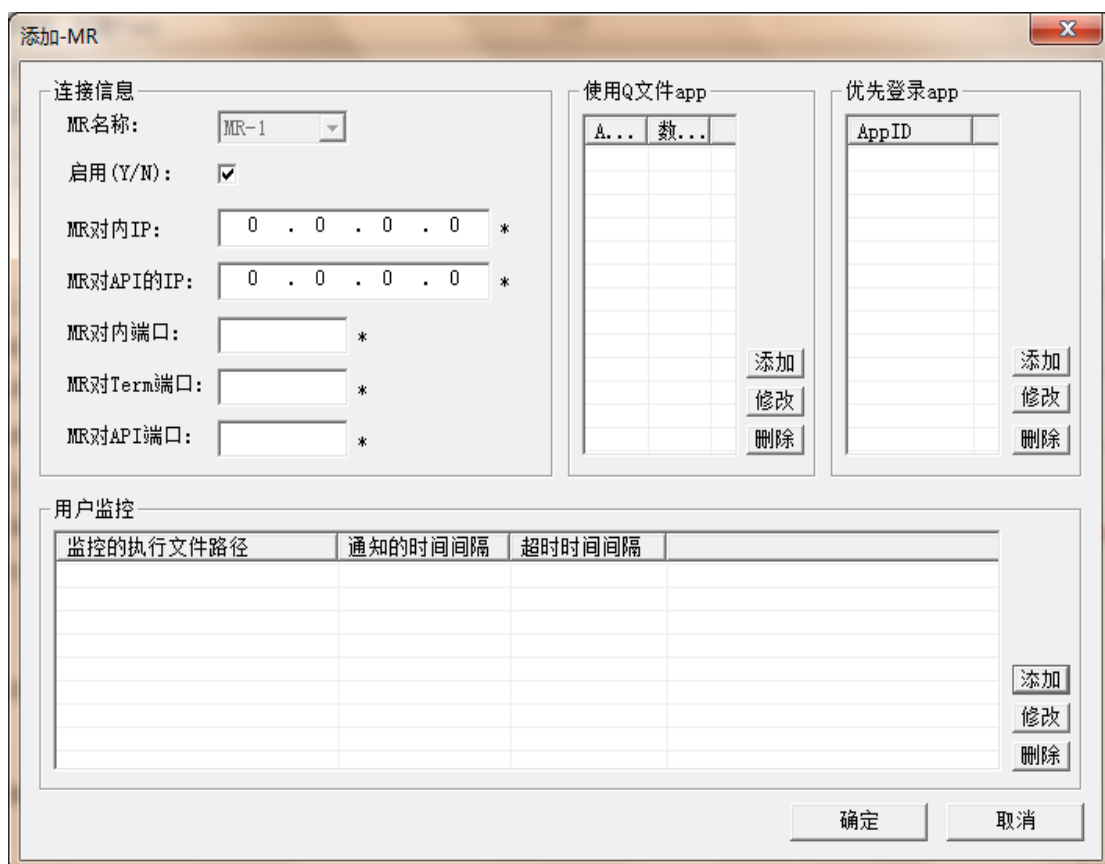 添加-MR
连接信息
MR名称:
MR-1
启用(Y/N):
MR对内IP:
0 . 0 . 0 . 0 *
MR对API的IP:
0 . 0 . 0 . 0 *
MR对内端口:
*
MR对Term端口:
*
MR对API端口:
*
使用Q文件app
A... 数...
添加
修改
删除
优先登录app
AppID
添加
修改
删除
用户监控
监控的执行文件路径 通知的时间间隔 超时时间间隔
添加
修改
删除
确定 取消